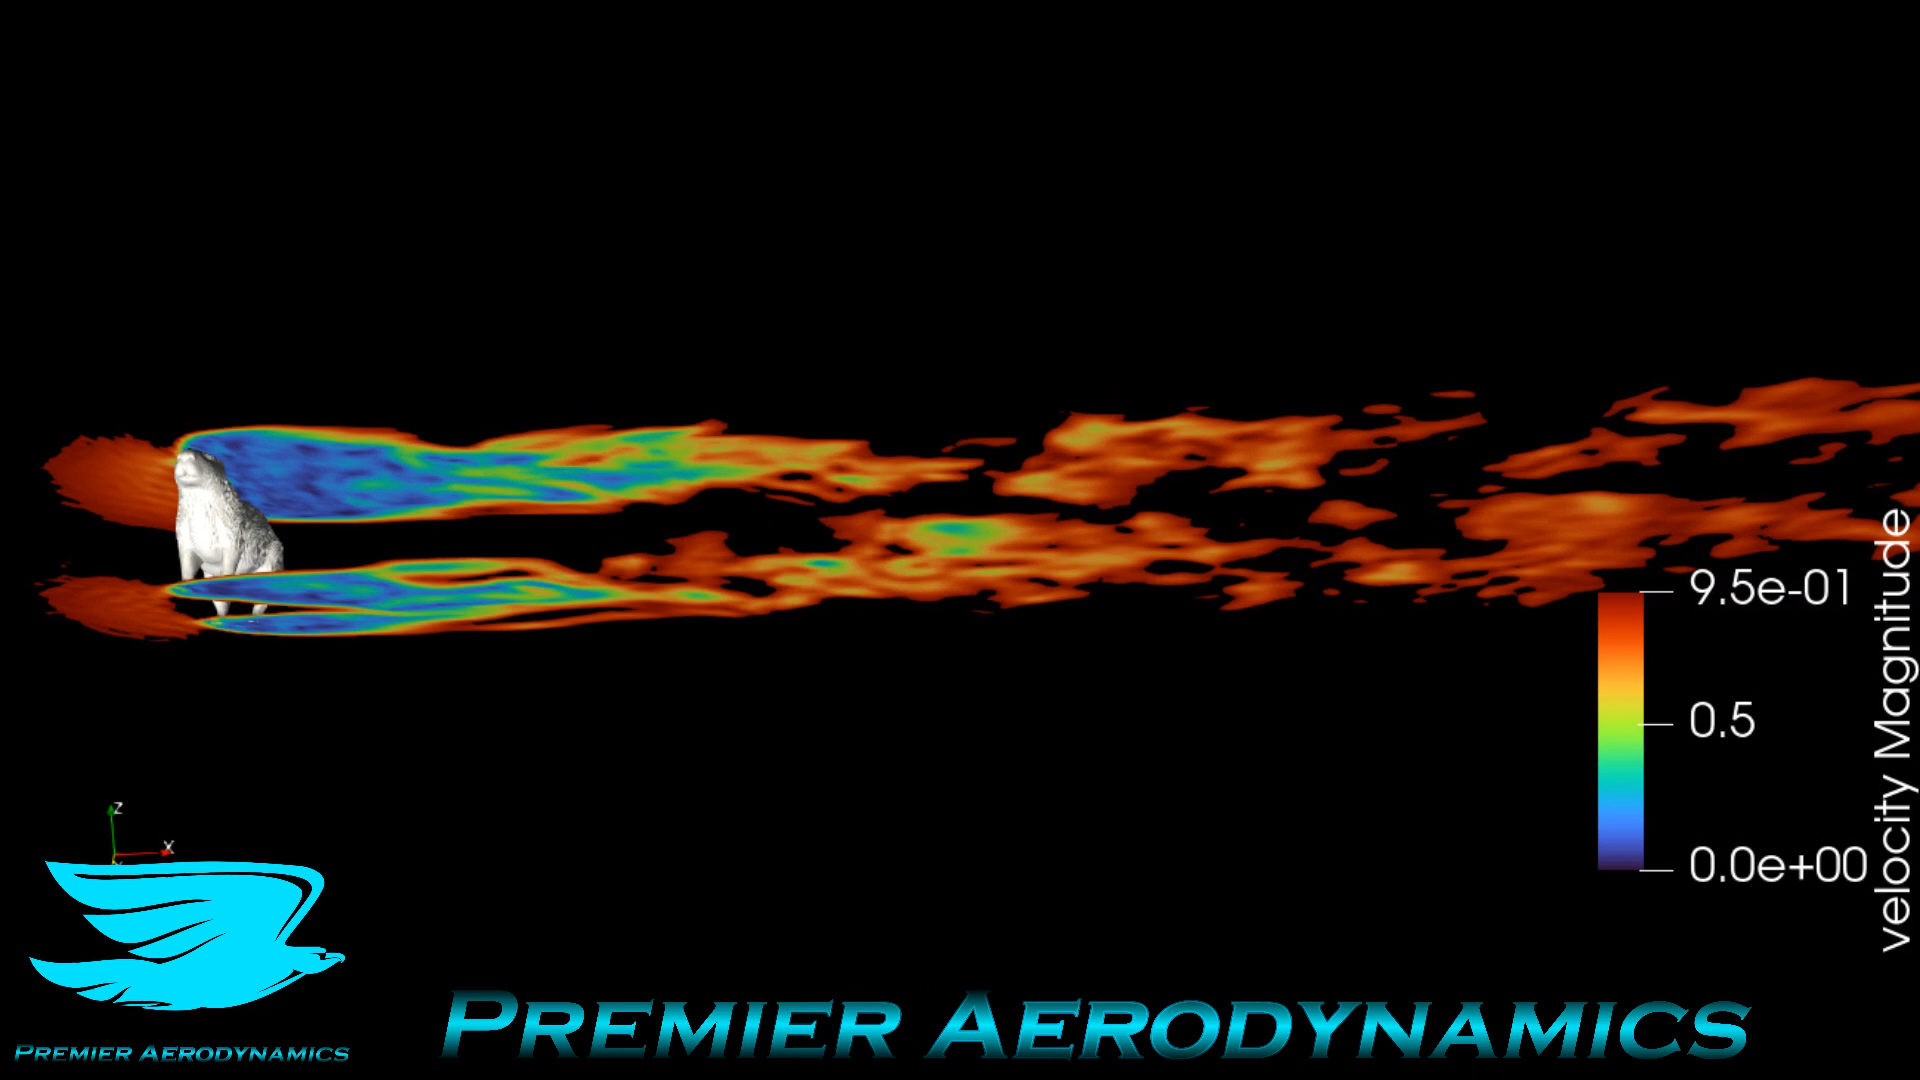 9.5e-01
0.5
0.0e+00
velocity Magnitude
Z
X
PREMIER AERODYNAMICS
PREMIER AERODYNAMICS